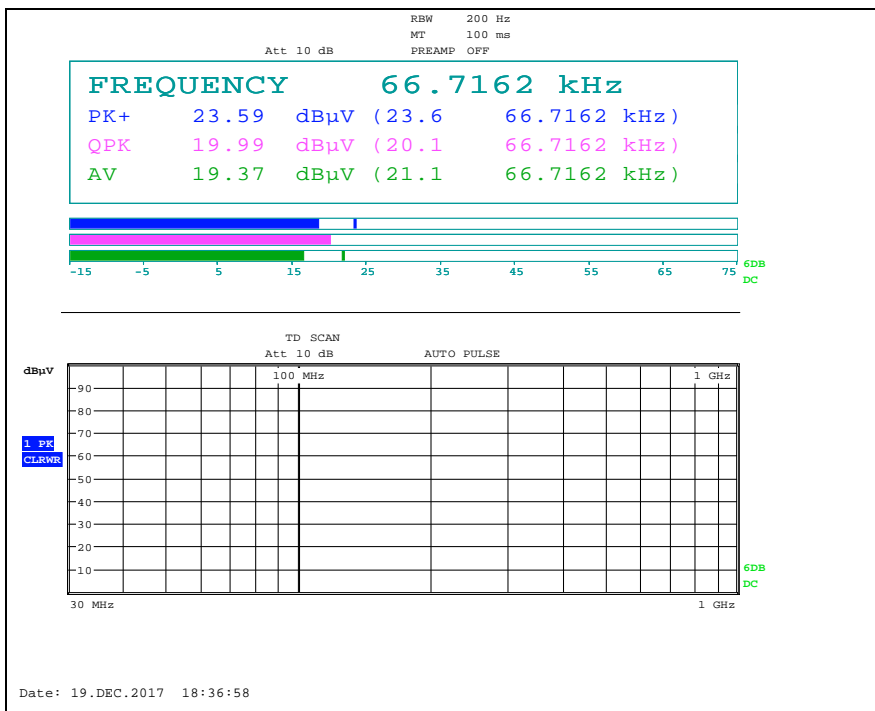 RBW 200 Hz
MT 100 ms
Att 10 dB PREAMP OFF
FREQUENCY 66.7162 kHz
PK+ 23.59 dBµV (23.6 66.7162 kHz)
QPK 19.99 dBµV (20.1 66.7162 kHz)
AV 19.37 dBµV (21.1 66.7162 kHz)
-15 -5 5 15 25 35 45 55 65 75
6DB
DC
TD SCAN
Att 10 dB AUTO PULSE
dBµV
100 MHz 1 GHz
90
80
70
1 PK
CLRWR
60
50
40
30
20
10
6DB
DC
30 MHz 1 GHz
Date: 19.DEC.2017 18:36:58